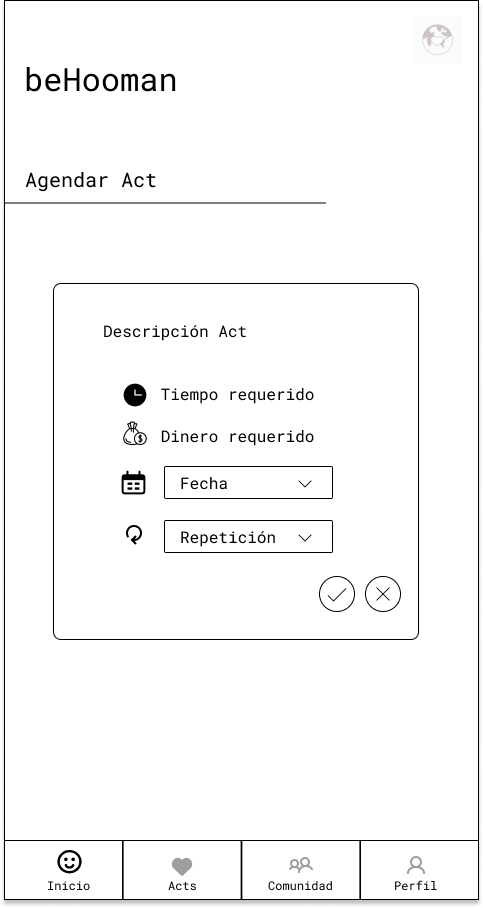 beHooman
Agendar Act
Descripción Act
Tiempo requerido
Dinero requerido
Fecha
Repetición
Inicio
Acts
Comunidad
Perfil